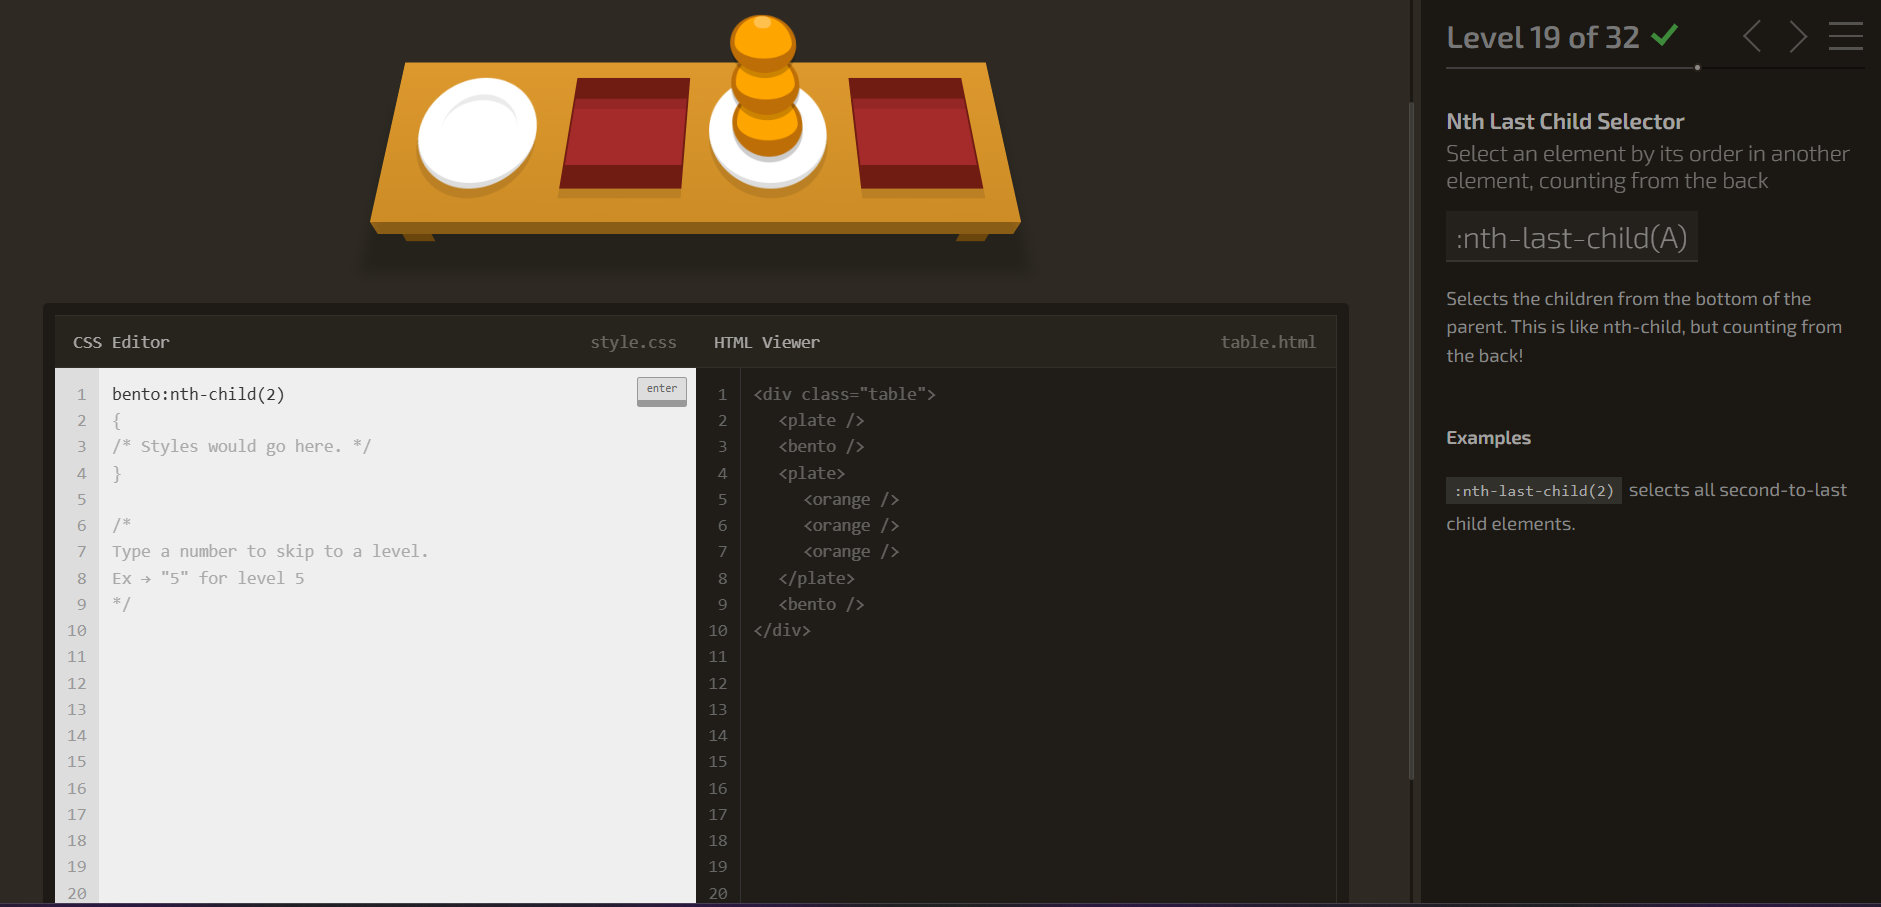 Level 19 of 32
Nth Last Child Selector
Select an element by its order in another
element, counting from the back
:nth-last-child(A)
Selects the children from the bottom of the
parent. This is like nth-child, but counting from
the back!
Examples
:nth-last-child(2) selects all second-to-last
child elements.
CSS Editor style.css
1 bento:nth-child(2) enter
2 {
3 /* Styles would go here. */
4 }
5
6 /*
7 Type a number to skip to a level.
8 Ex → "5" for level 5
9 */
10
11
12
13
14
15
16
17
18
19
20
HTML Viewer table.html
1 <div class="table">
2 <plate />
3 <bento />
4 <plate>
5 <orange />
6 <orange />
7 <orange />
8 </plate>
9 <bento />
10 </div>
11
12
13
14
15
16
17
18
19
20